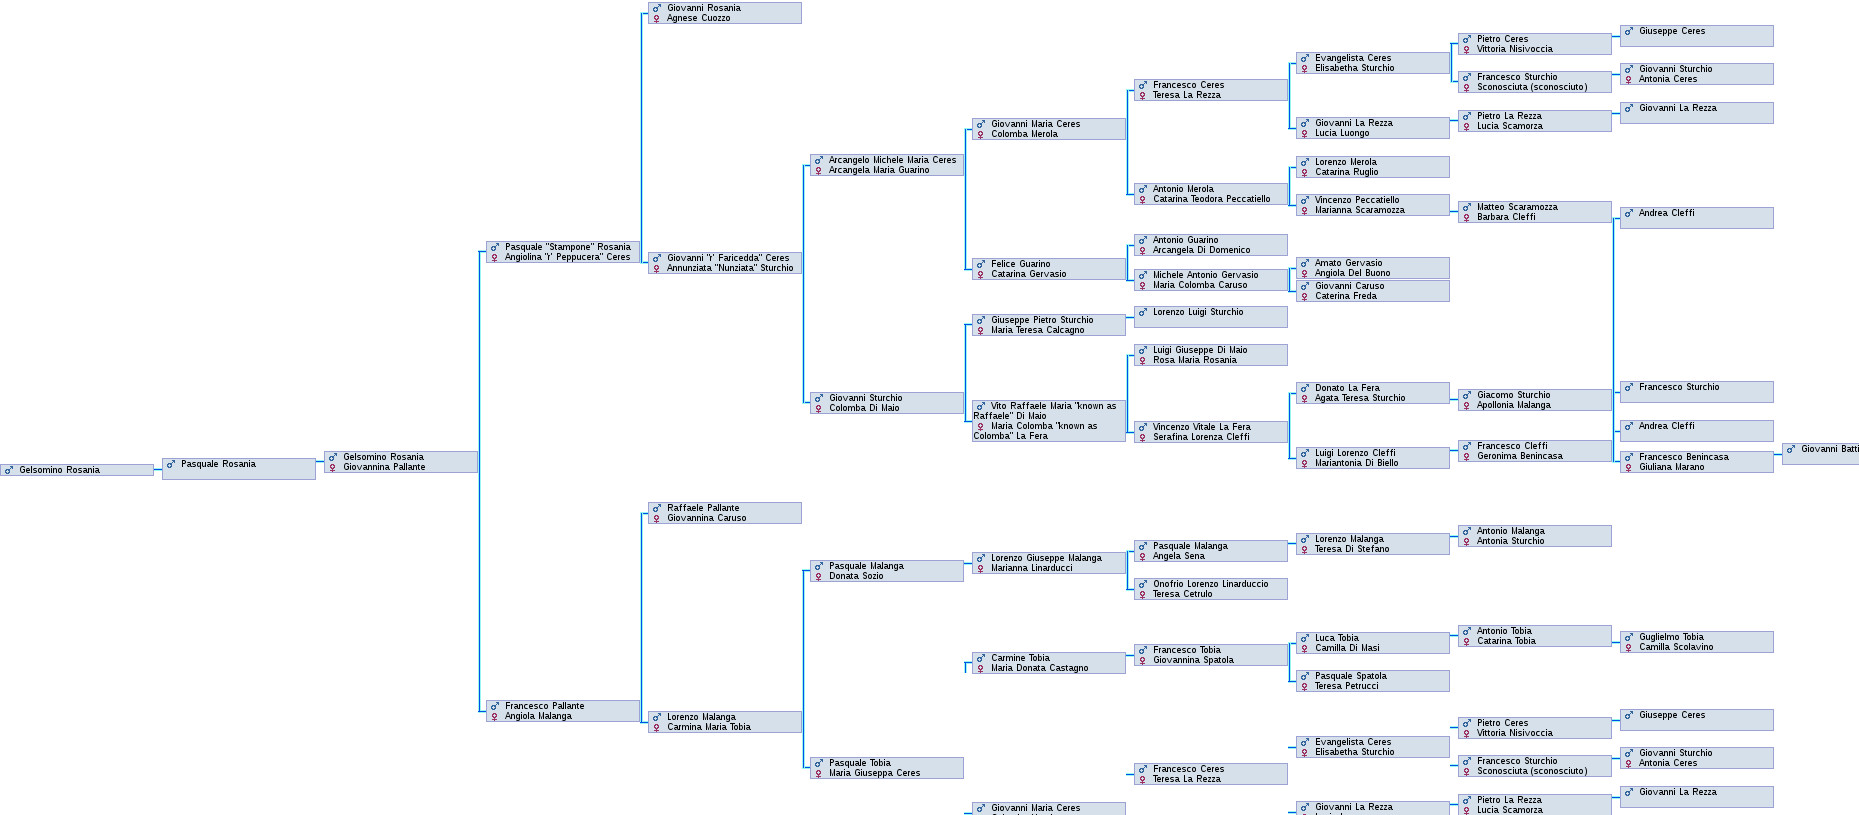 Gelsomino Rosania
Pasquale Rosania
Gelsomino Rosania
Giovannina Pallante
Pasquale "Stampone" Rosania
Angiolina "r' Peppucera" Ceres
Francesco Pallante
Angiola Malanga
Giovanni Rosania
Agnese Cuozzo
Giovanni "r' Faricedda" Ceres
Annunziata "Nunziata" Sturchio
Raffaele Pallante
Giovannina Caruso
Lorenzo Malanga
Carmina Maria Tobia
Arcangelo Michele Maria Ceres
Arcangela Maria Guarino
Giovanni Sturchio
Colomba Di Maio
Pasquale Malanga
Donata Sozio
Pasquale Tobia
Maria Giuseppa Ceres
Giovanni Maria Ceres
Colomba Merola
Felice Guarino
Catarina Gervasio
Giuseppe Pietro Sturchio
Maria Teresa Calcagno
Vito Raffaele Maria "known as
Raffaele" Di Maio
Maria Colomba "known as
Colomba" La Fera
Lorenzo Giuseppe Malanga
Marianna Linarducci
Carmine Tobia
Maria Donata Castagno
Giovanni Maria Ceres
Francesco Ceres
Teresa La Rezza
Antonio Merola
Catarina Teodora Peccatiello
Antonio Guarino
Arcangela Di Domenico
Michele Antonio Gervasio
Maria Colomba Caruso
Lorenzo Luigi Sturchio
Luigi Giuseppe Di Maio
Rosa Maria Rosania
Vincenzo Vitale La Fera
Serafina Lorenza Cleffi
Pasquale Malanga
Angela Sena
Onofrio Lorenzo Linarduccio
Teresa Cetrulo
Francesco Tobia
Giovannina Spatola
Francesco Ceres
Teresa La Rezza
Evangelista Ceres
Elisabetha Sturchio
Giovanni La Rezza
Lucia Luongo
Lorenzo Merola
Catarina Ruglio
Vincenzo Peccatiello
Marianna Scaramozza
Amato Gervasio
Angiola Del Buono
Giovanni Caruso
Caterina Freda
Donato La Fera
Agata Teresa Sturchio
Luigi Lorenzo Cleffi
Mariantonia Di Biello
Lorenzo Malanga
Teresa Di Stefano
Luca Tobia
Camilla Di Masi
Pasquale Spatola
Teresa Petrucci
Evangelista Ceres
Elisabetha Sturchio
Giovanni La Rezza
Pietro Ceres
Vittoria Nisivoccia
Francesco Sturchio
Sconosciuta (sconosciuto)
Pietro La Rezza
Lucia Scamorza
Matteo Scaramozza
Barbara Cleffi
Giacomo Sturchio
Apollonia Malanga
Francesco Cleffi
Geronima Benincasa
Antonio Malanga
Antonia Sturchio
Antonio Tobia
Catarina Tobia
Pietro Ceres
Vittoria Nisivoccia
Francesco Sturchio
Sconosciuta (sconosciuto)
Pietro La Rezza
Lucia Scamorza
Giuseppe Ceres
Giovanni Sturchio
Antonia Ceres
Giovanni La Rezza
Andrea Cleffi
Francesco Sturchio
Andrea Cleffi
Francesco Benincasa
Giuliana Marano
Guglielmo Tobia
Camilla Scolavino
Giuseppe Ceres
Giovanni Sturchio
Antonia Ceres
Giovanni La Rezza
Giovanni Batti